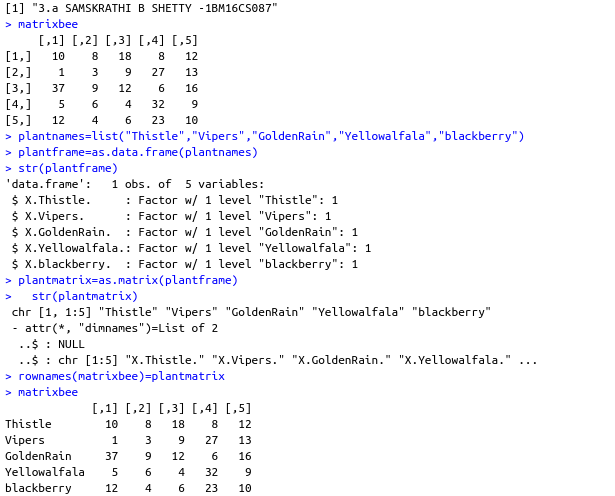 [1] "3.a SAMSKRATHI B SHETTY -1BM16CS087"
> matrixbee
     [,1] [,2] [,3] [,4] [,5]
[1,]   10    8   18    8   12
[2,]    1    3    9   27   13
[3,]   37    9   12    6   16
[4,]    5    6    4   32    9
[5,]   12    4    6   23   10
> plantnames=list("Thistle","Vipers","GoldenRain","Yellowalfala","blackberry")
> plantframe=as.data.frame(plantnames)
> str(plantframe)
'data.frame':	1 obs. of  5 variables:
 $ X.Thistle.     : Factor w/ 1 level "Thistle": 1
 $ X.Vipers.      : Factor w/ 1 level "Vipers": 1
 $ X.GoldenRain.  : Factor w/ 1 level "GoldenRain": 1
 $ X.Yellowalfala.: Factor w/ 1 level "Yellowalfala": 1
 $ X.blackberry.  : Factor w/ 1 level "blackberry": 1
> plantmatrix=as.matrix(plantframe)
>   str(plantmatrix)
 chr [1, 1:5] "Thistle" "Vipers" "GoldenRain" "Yellowalfala" "blackberry"
 - attr(*, "dimnames")=List of 2
  ..$ : NULL
  ..$ : chr [1:5] "X.Thistle." "X.Vipers." "X.GoldenRain." "X.Yellowalfala." ...
> rownames(matrixbee)=plantmatrix
> matrixbee
             [,1] [,2] [,3] [,4] [,5]
Thistle        10    8   18    8   12
Vipers          1    3    9   27   13
GoldenRain     37    9   12    6   16
Yellowalfala    5    6    4   32    9
blackberry     12    4    6   23   10